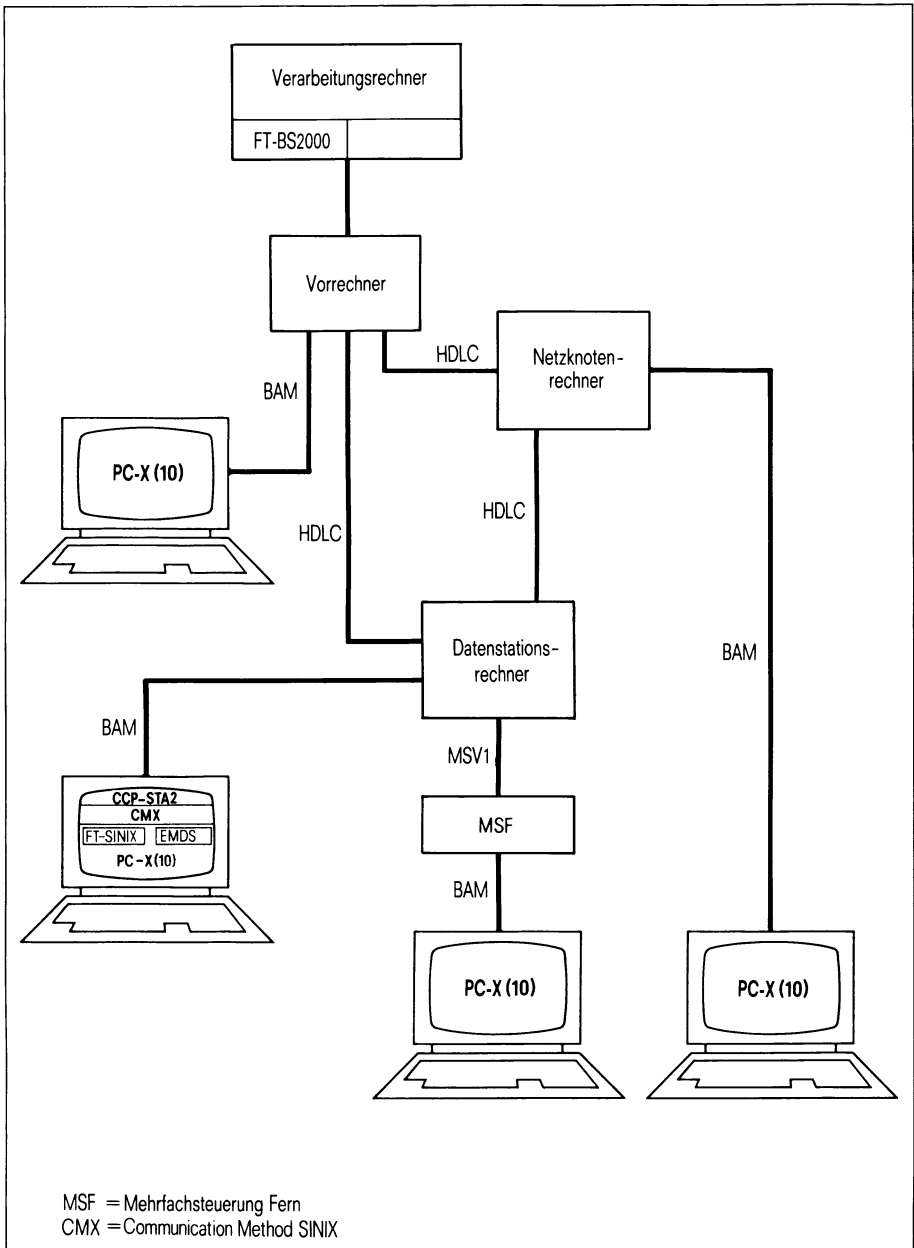 Verarbeitungsrechner
FT-BS2000
Vorrechner
HDLC
Netzknoten-
rechner
BAM
PC-X (10)
HDLC
HDLC
Datenstations-
rechner
BAM
BAM
MSV1
CCP-STA2
CMX
FT-SINIX EMDS
PC-X(10)
MSF
BAM
PC-X (10)
PC-X (10)
MSF = Mehrfachsteuerung Fern
CMX = Communication Method SINIX